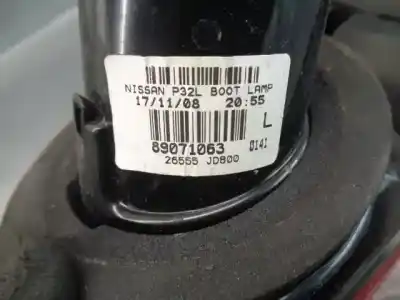 NISSAN P32L BOOT LAMP
17/11/08 20:55
L
89071063 0141
26555 JD800